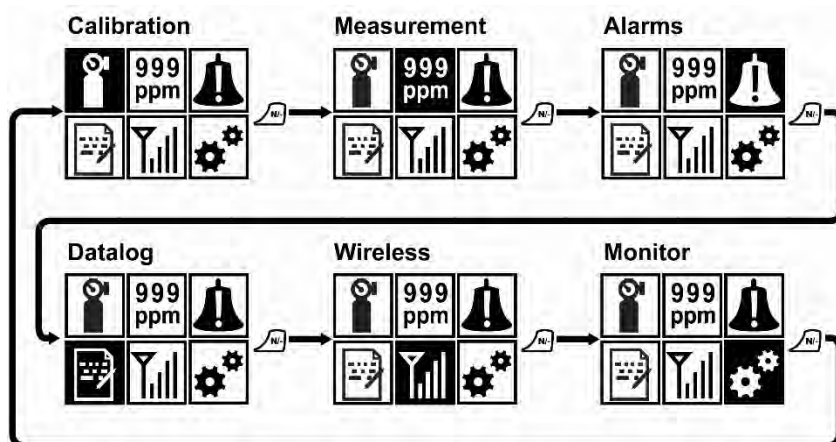 Calibration
999
ppm
N/-
Measurement
999
ppm
N/-
Alarms
999
ppm
N/-
Datalog
999
ppm
N/-
Wireless
999
ppm
N/-
Monitor
999
ppm
N/-